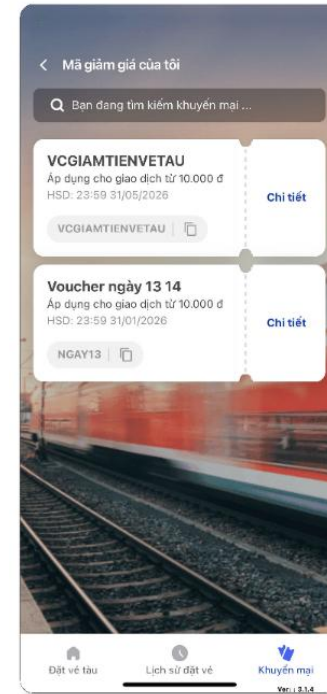 Mã giảm giá của tôi
Bạn đang tìm kiếm khuyến mại ...
VCGIAMTIENVETAU
Áp dụng cho giao dịch từ 10.000 đ
HSD: 23:59 31/05/2026
Chi tiết
VCGIAMTIENVETAU
Voucher ngày 13 14
Áp dụng cho giao dịch từ 10.000 đ
HSD: 23:59 31/01/2026
Chi tiết
NGAY13
Đặt vé tàu
Lịch sử đặt vé
Khuyến mại
Ver: : 3.1.4